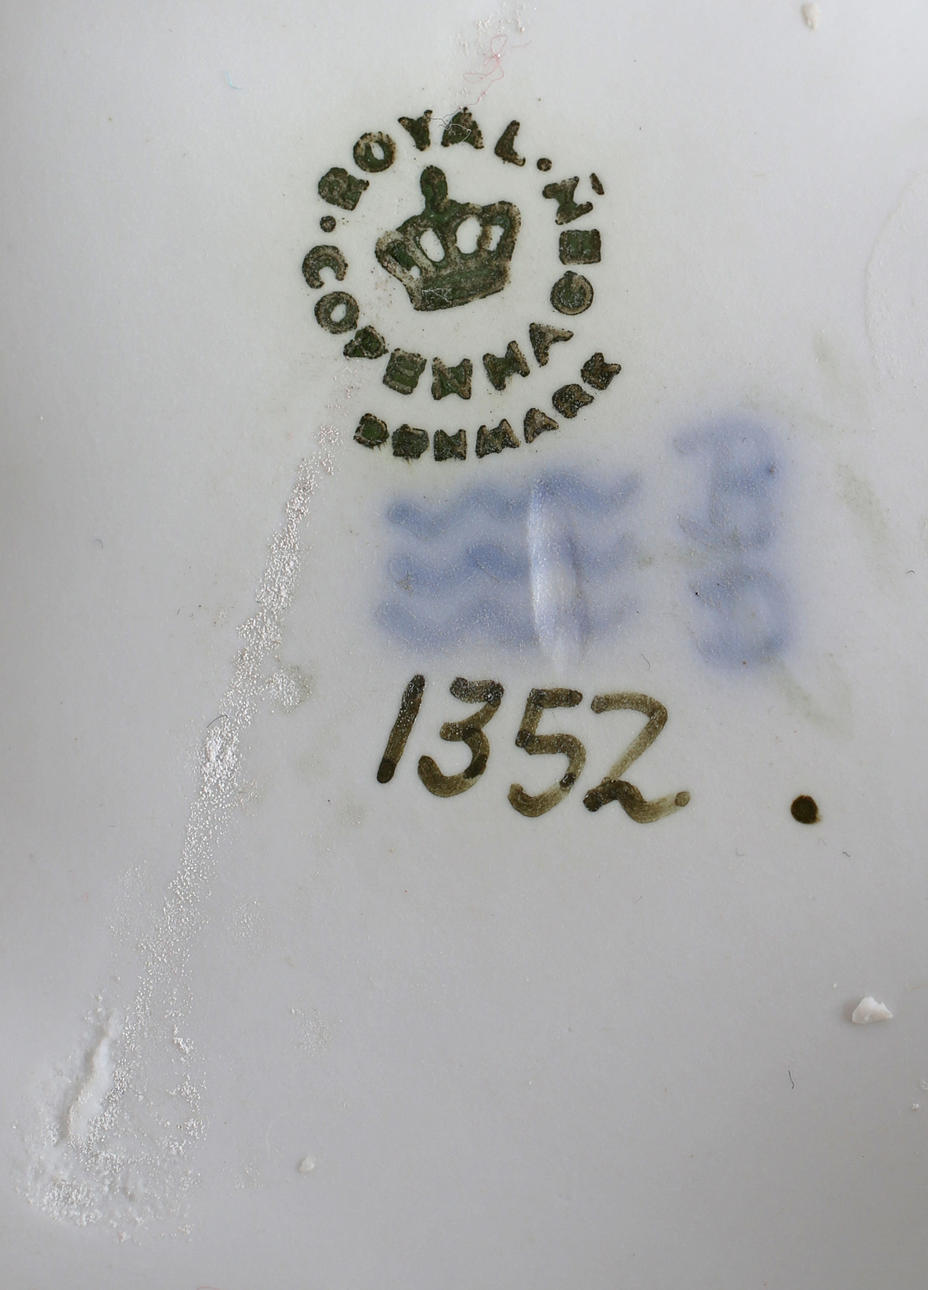 ROYAL.
COPENHAGEN
DENMARK
1352.